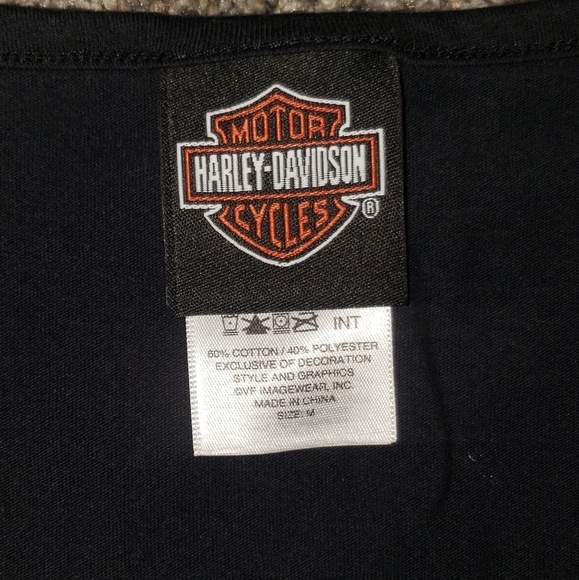 MOTOR
HARLEY-DAVIDSON
CYCLES
®
INT
60% COTTON / 40% POLYESTER
EXCLUSIVE OF DECORATION
STYLE AND GRAPHICS
©VF IMAGEWEAR, INC.
MADE IN CHINA
SIZE: M